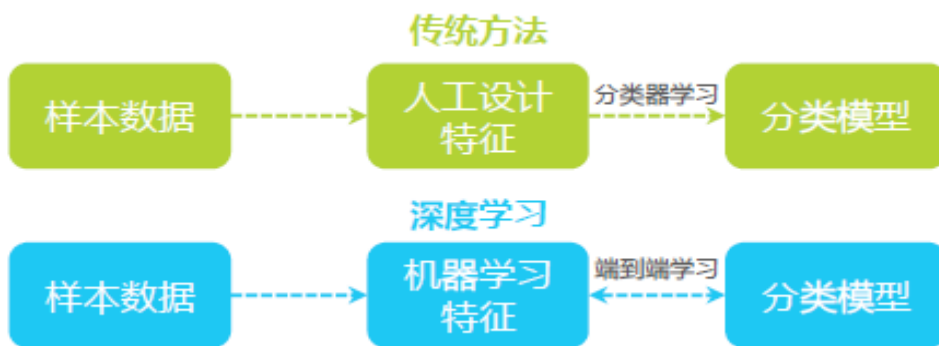 传统方法
样本数据
人工设计
特征
分类器学习
分类模型
深度学习
样本数据
机器学习
特征
端到端学习
分类模型